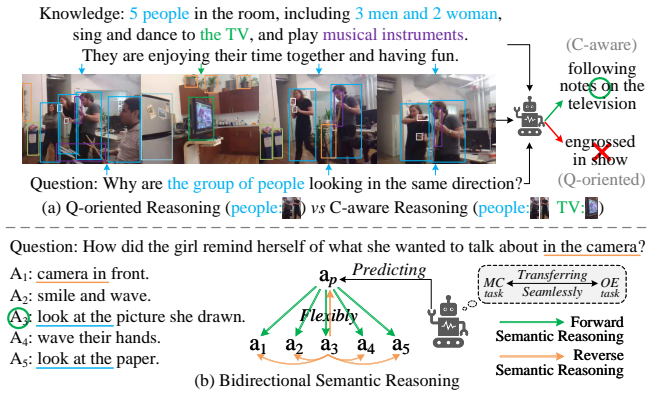 Knowledge: 5 people in the room, including 3 men and 2 woman,
sing and dance to the TV, and play musical instruments.
They are enjoying their time together and having fun.
(C-aware)
following
notes on the
television
engrossed
in show
(Q-oriented)
Question: Why are the group of people looking in the same direction?
(a) Q-oriented Reasoning (people: ) vs C-aware Reasoning (people: TV: )
Question: How did the girl remind herself of what she wanted to talk about in the camera?
A1: camera in front.
A2: smile and wave.
A3: look at the picture she drawn.
A4: wave their hands.
A5: look at the paper.
ap
Predicting
Flexibly
a1 a2 a3 a4 a5
MC task Transferring Seamlessly OE task
Forward
Semantic Reasoning
Reverse
Semantic Reasoning
(b) Bidirectional Semantic Reasoning